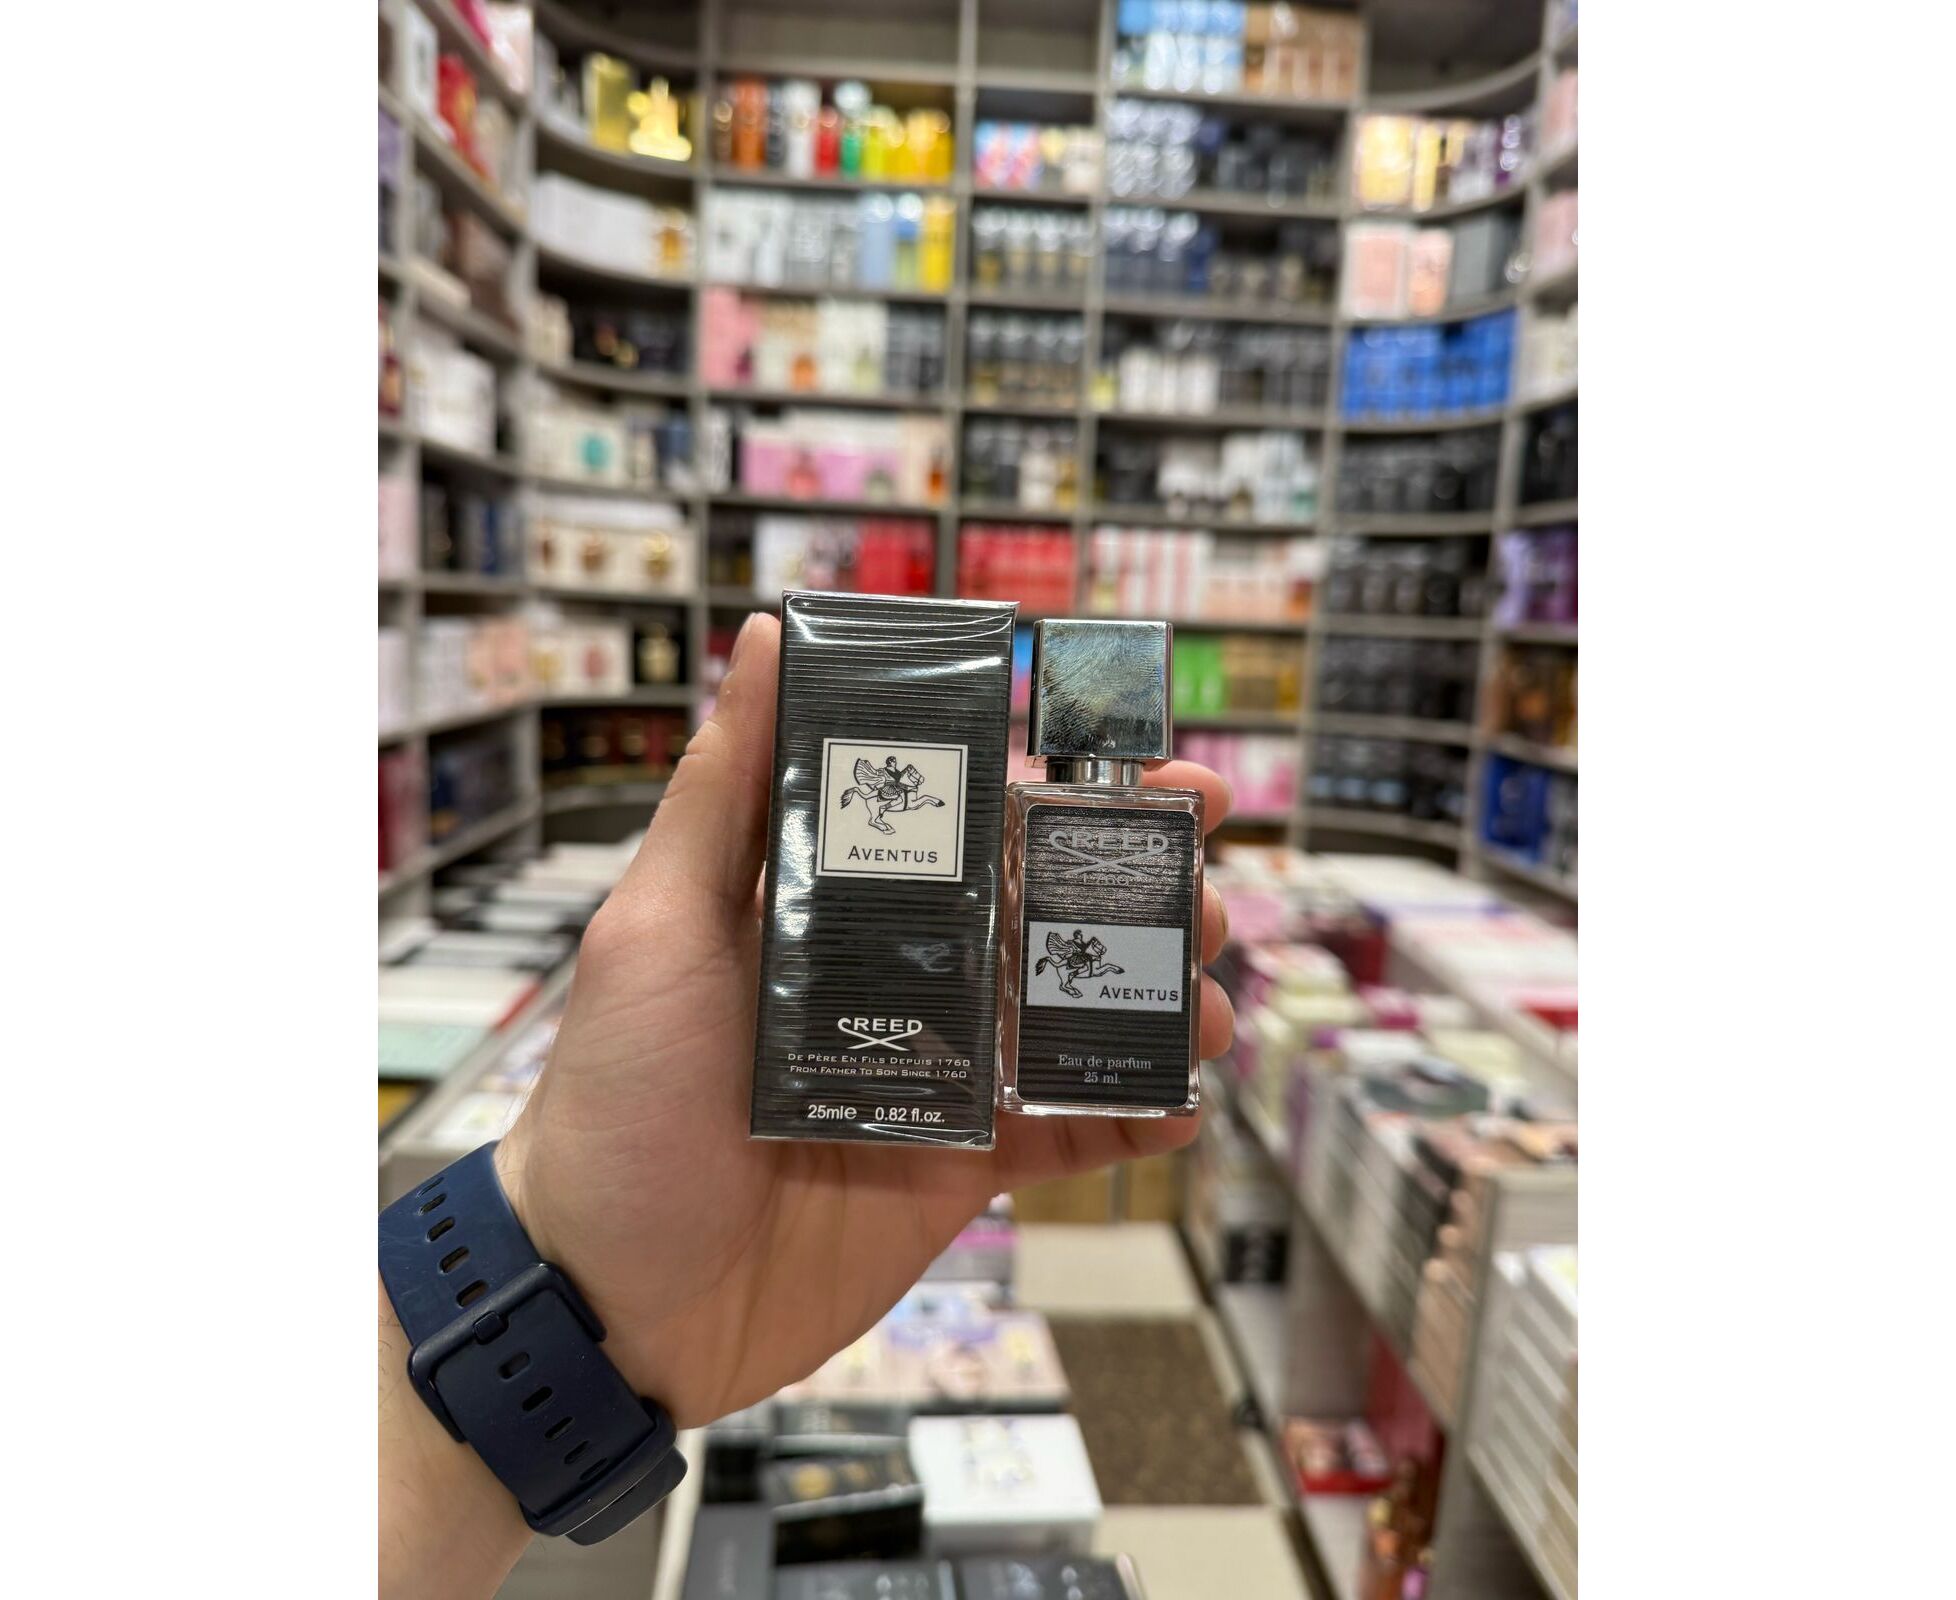 AVENTUS
CREED
DE PÈRE EN FILS DEPUIS 1760
FROM FATHER TO SON SINCE 1760
25ml℮ 0.82 fl.oz.
CREED
1760
AVENTUS
Eau de parfum
25 ml.